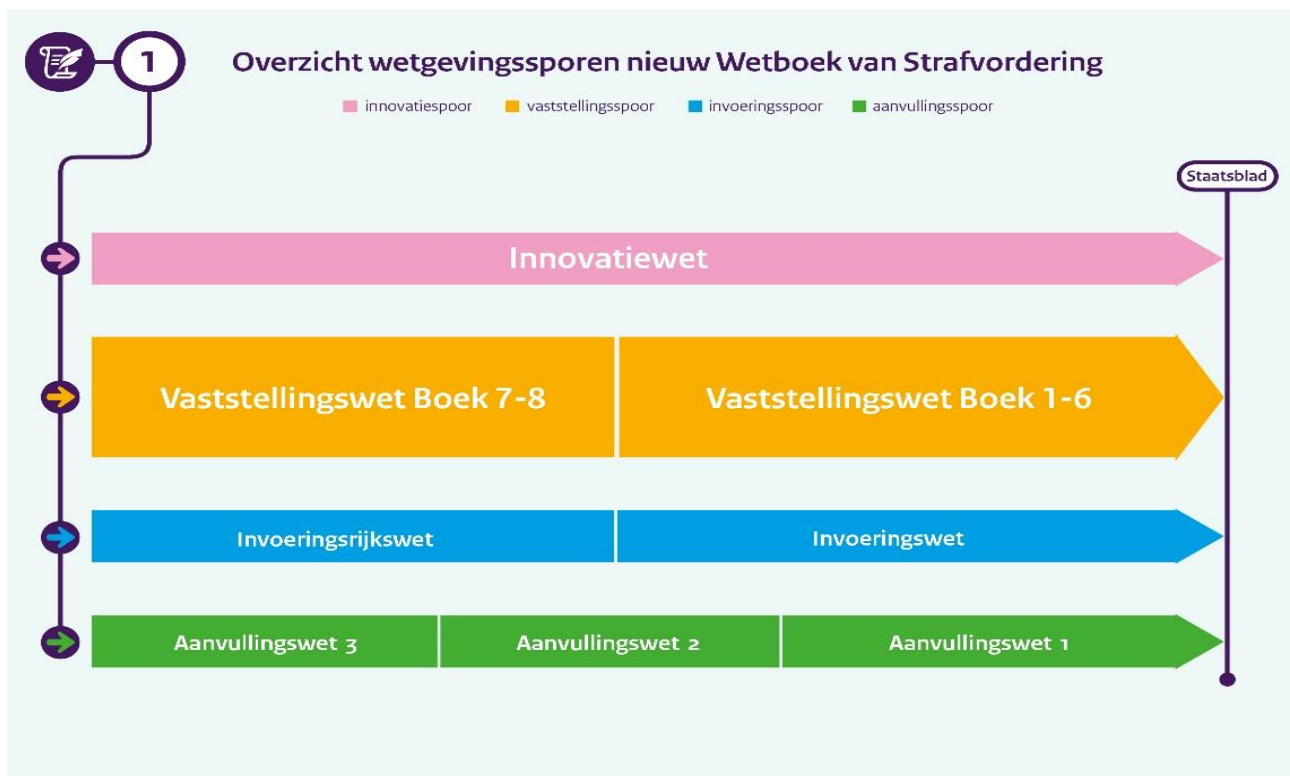 1
Overzicht wetgevingssporen nieuw Wetboek van Strafvordering
innovatiespoor vaststellingsspoor invoeringsspoor aanvullingsspoor
Staatsblad
Innovatiewet
Vaststellingswet Boek 7-8 Vaststellingswet Boek 1-6
Invoeringsrijkswet Invoeringswet
Aanvullingswet 3 Aanvullingswet 2 Aanvullingswet 1